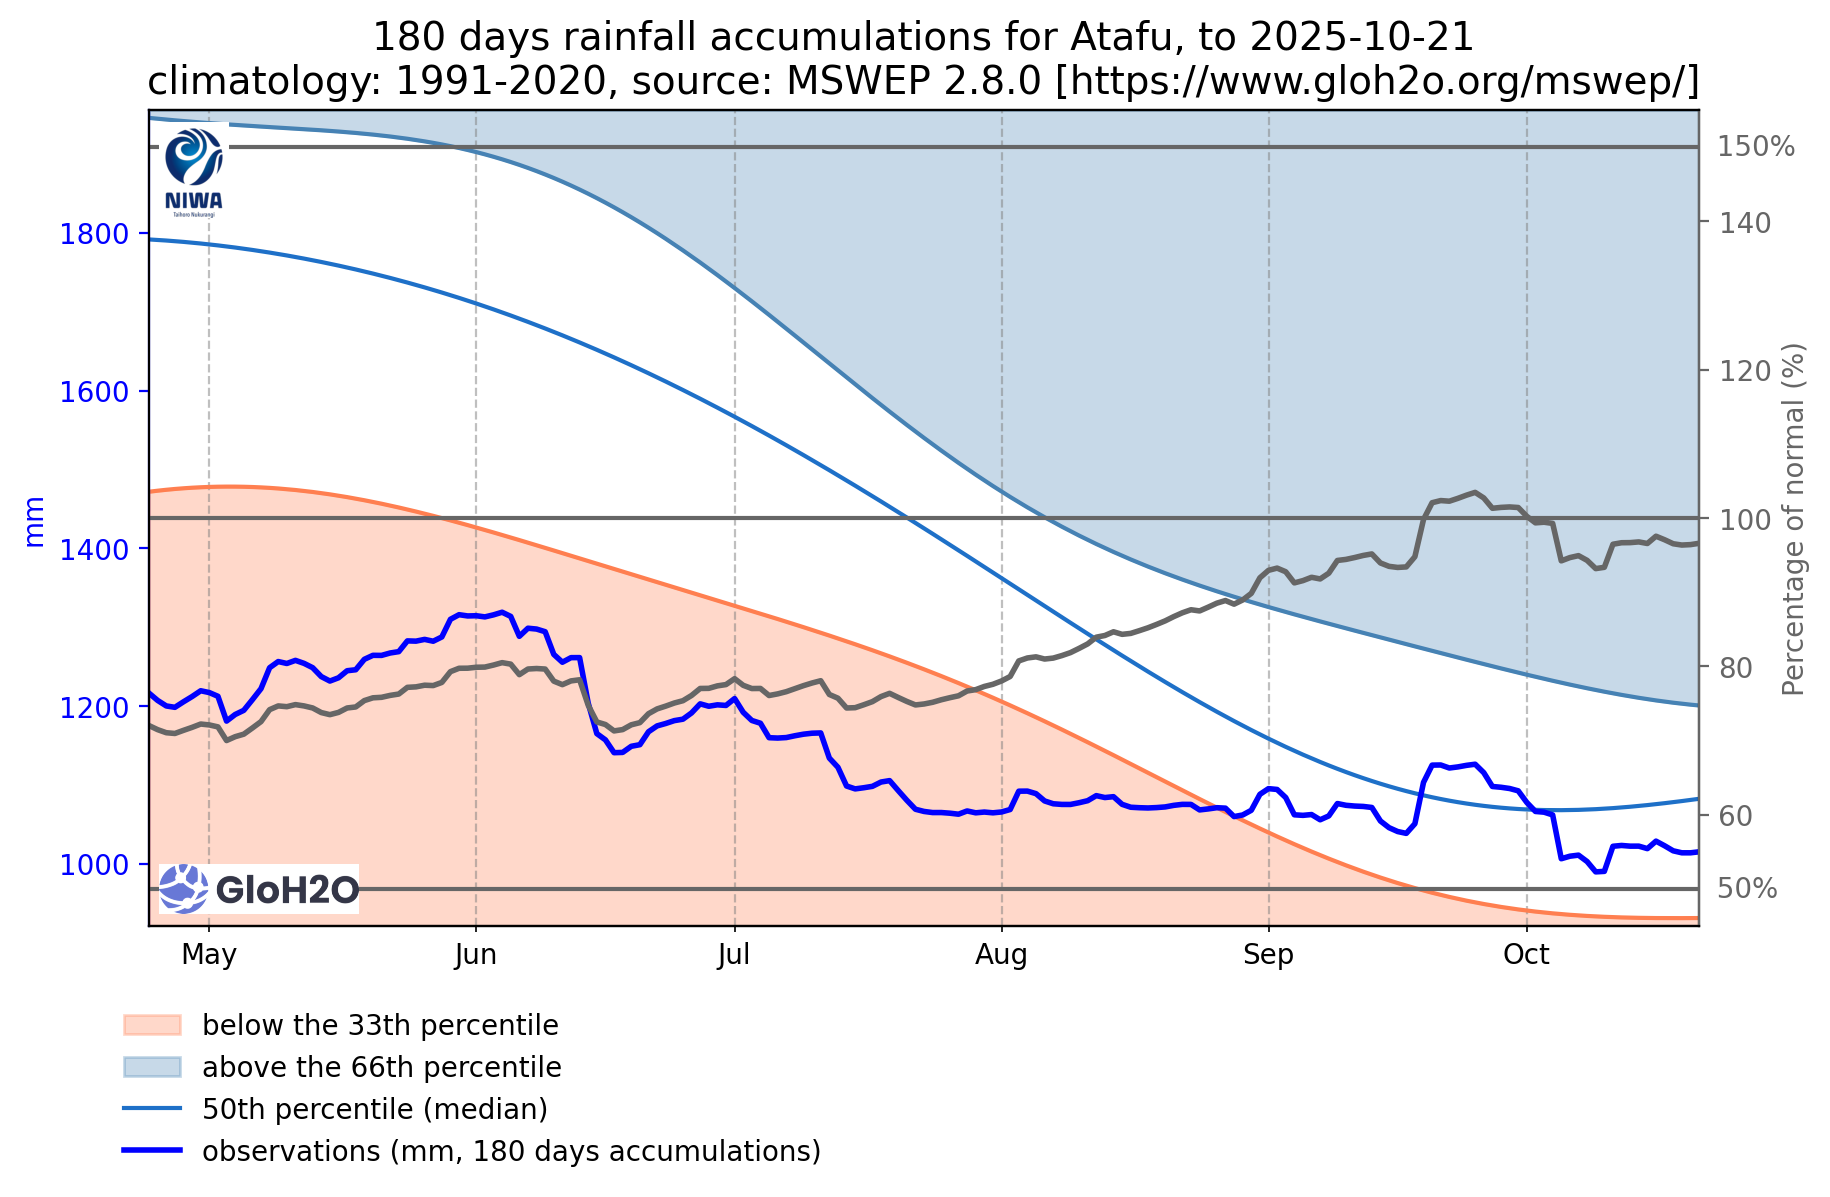 180 days rainfall accumulations for Atafu, to 2025-10-21
climatology: 1991-2020, source: MSWEP 2.8.0 [https://www.gloh2o.org/mswep/]
NIWA
Taihoro Nukurangi
1800
1600
1400
1200
1000
mm
150%
140
120
100
80
60
50%
Percentage of normal (%)
GloH2O
May
Jun
Jul
Aug
Sep
Oct
below the 33th percentile
above the 66th percentile
50th percentile (median)
observations (mm, 180 days accumulations)